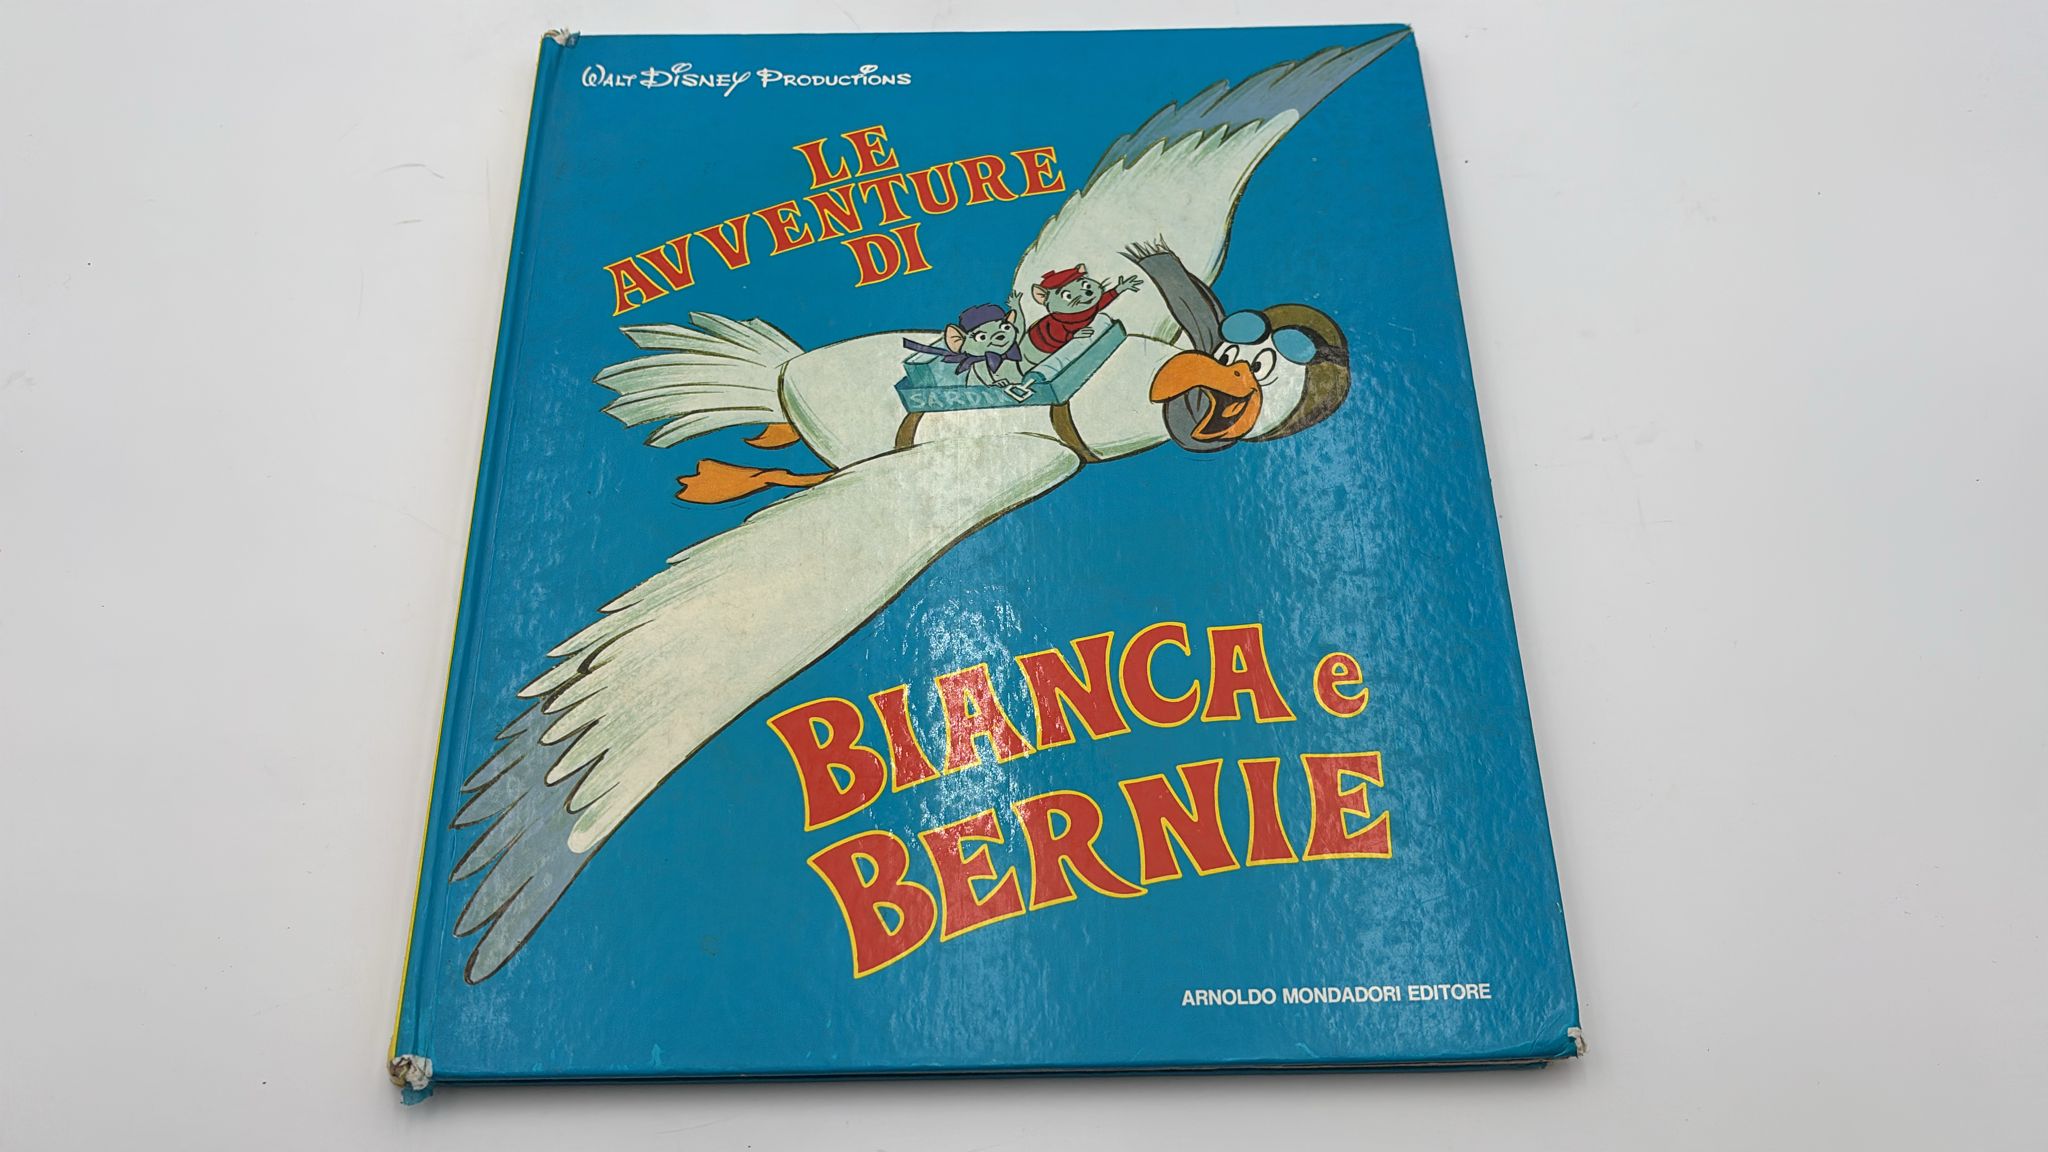 WALT DISNEY PRODUCTIONS
LE
AVVENTURE
DI
SARDI
BIANCA e
BERNIE
ARNOLDO MONDADORI EDITORE